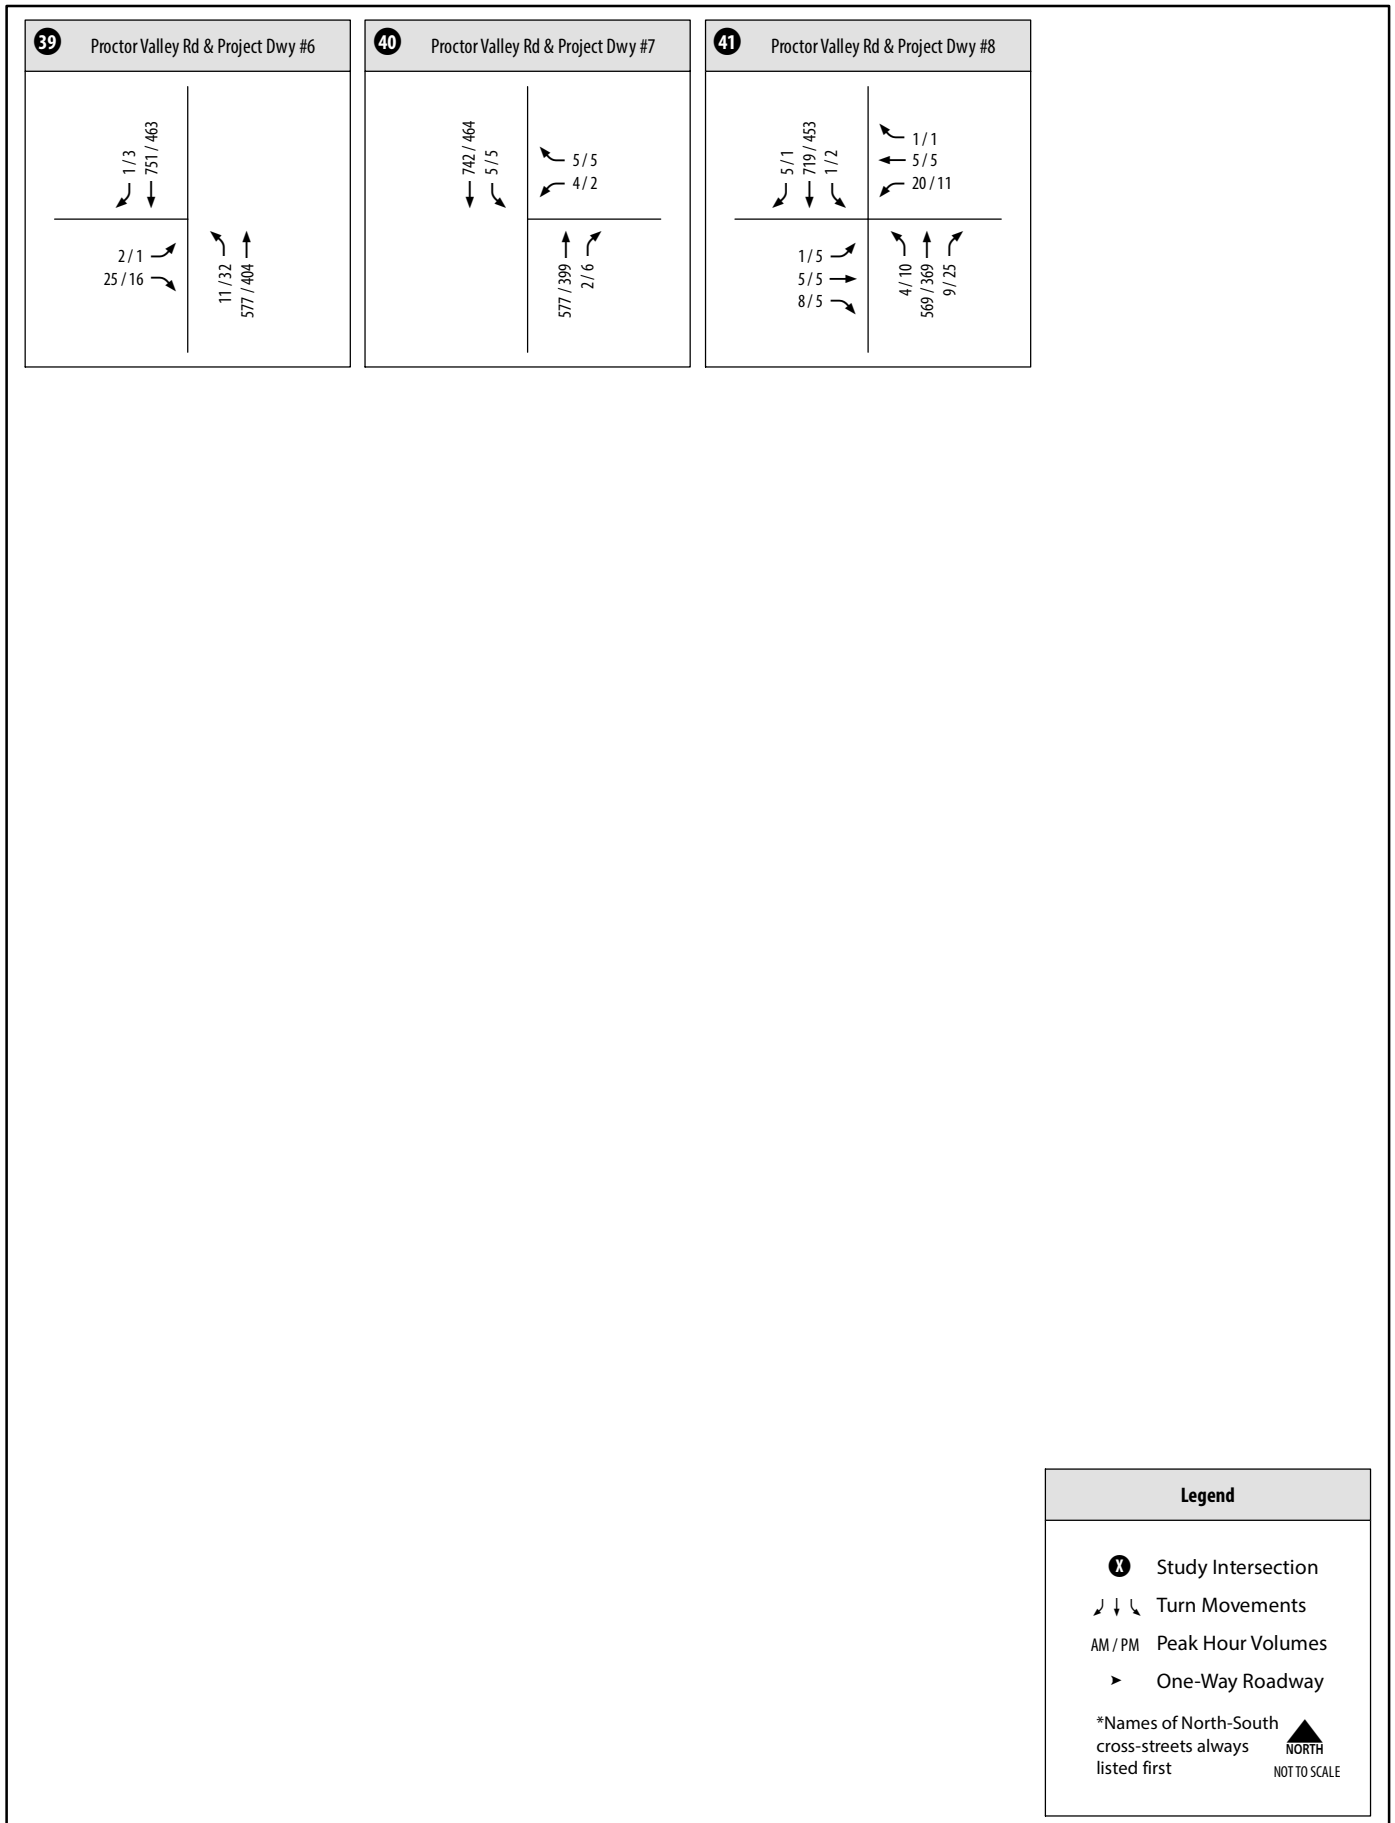 39 Proctor Valley Rd & Project Dwy #6
1 / 3
751 / 463
2 / 1
25 / 16
11 / 32
577 / 404
40 Proctor Valley Rd & Project Dwy #7
742 / 464
5 / 5
5 / 5
4 / 2
577 / 399
2 / 6
41 Proctor Valley Rd & Project Dwy #8
5 / 1
719 / 453
1 / 2
1 / 1
5 / 5
20 / 11
1 / 5
5 / 5
8 / 5
4 / 10
569 / 369
9 / 25
Legend
X Study Intersection
Turn Movements
AM / PM Peak Hour Volumes
One-Way Roadway
*Names of North-South
cross-streets always
listed first
NORTH
NOT TO SCALE